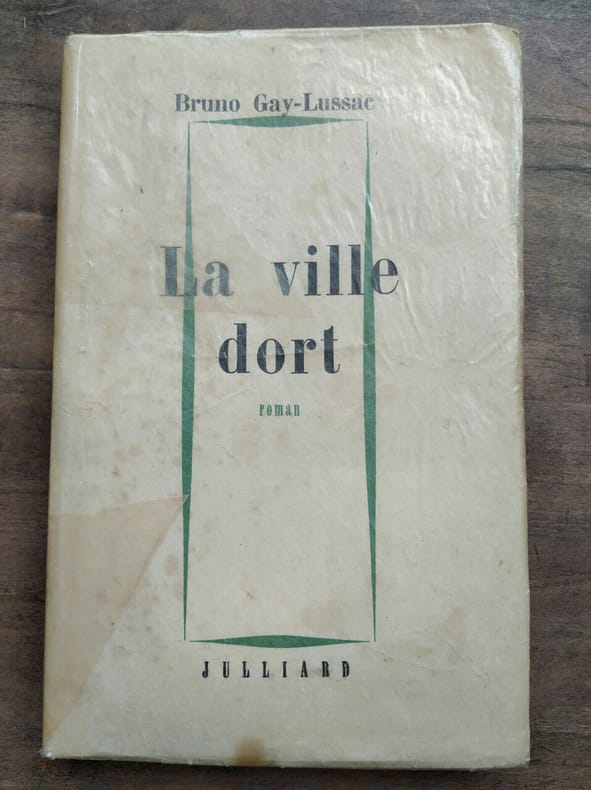 Bruno Gay-Lussac
La ville
dort
roman
JULLIARD